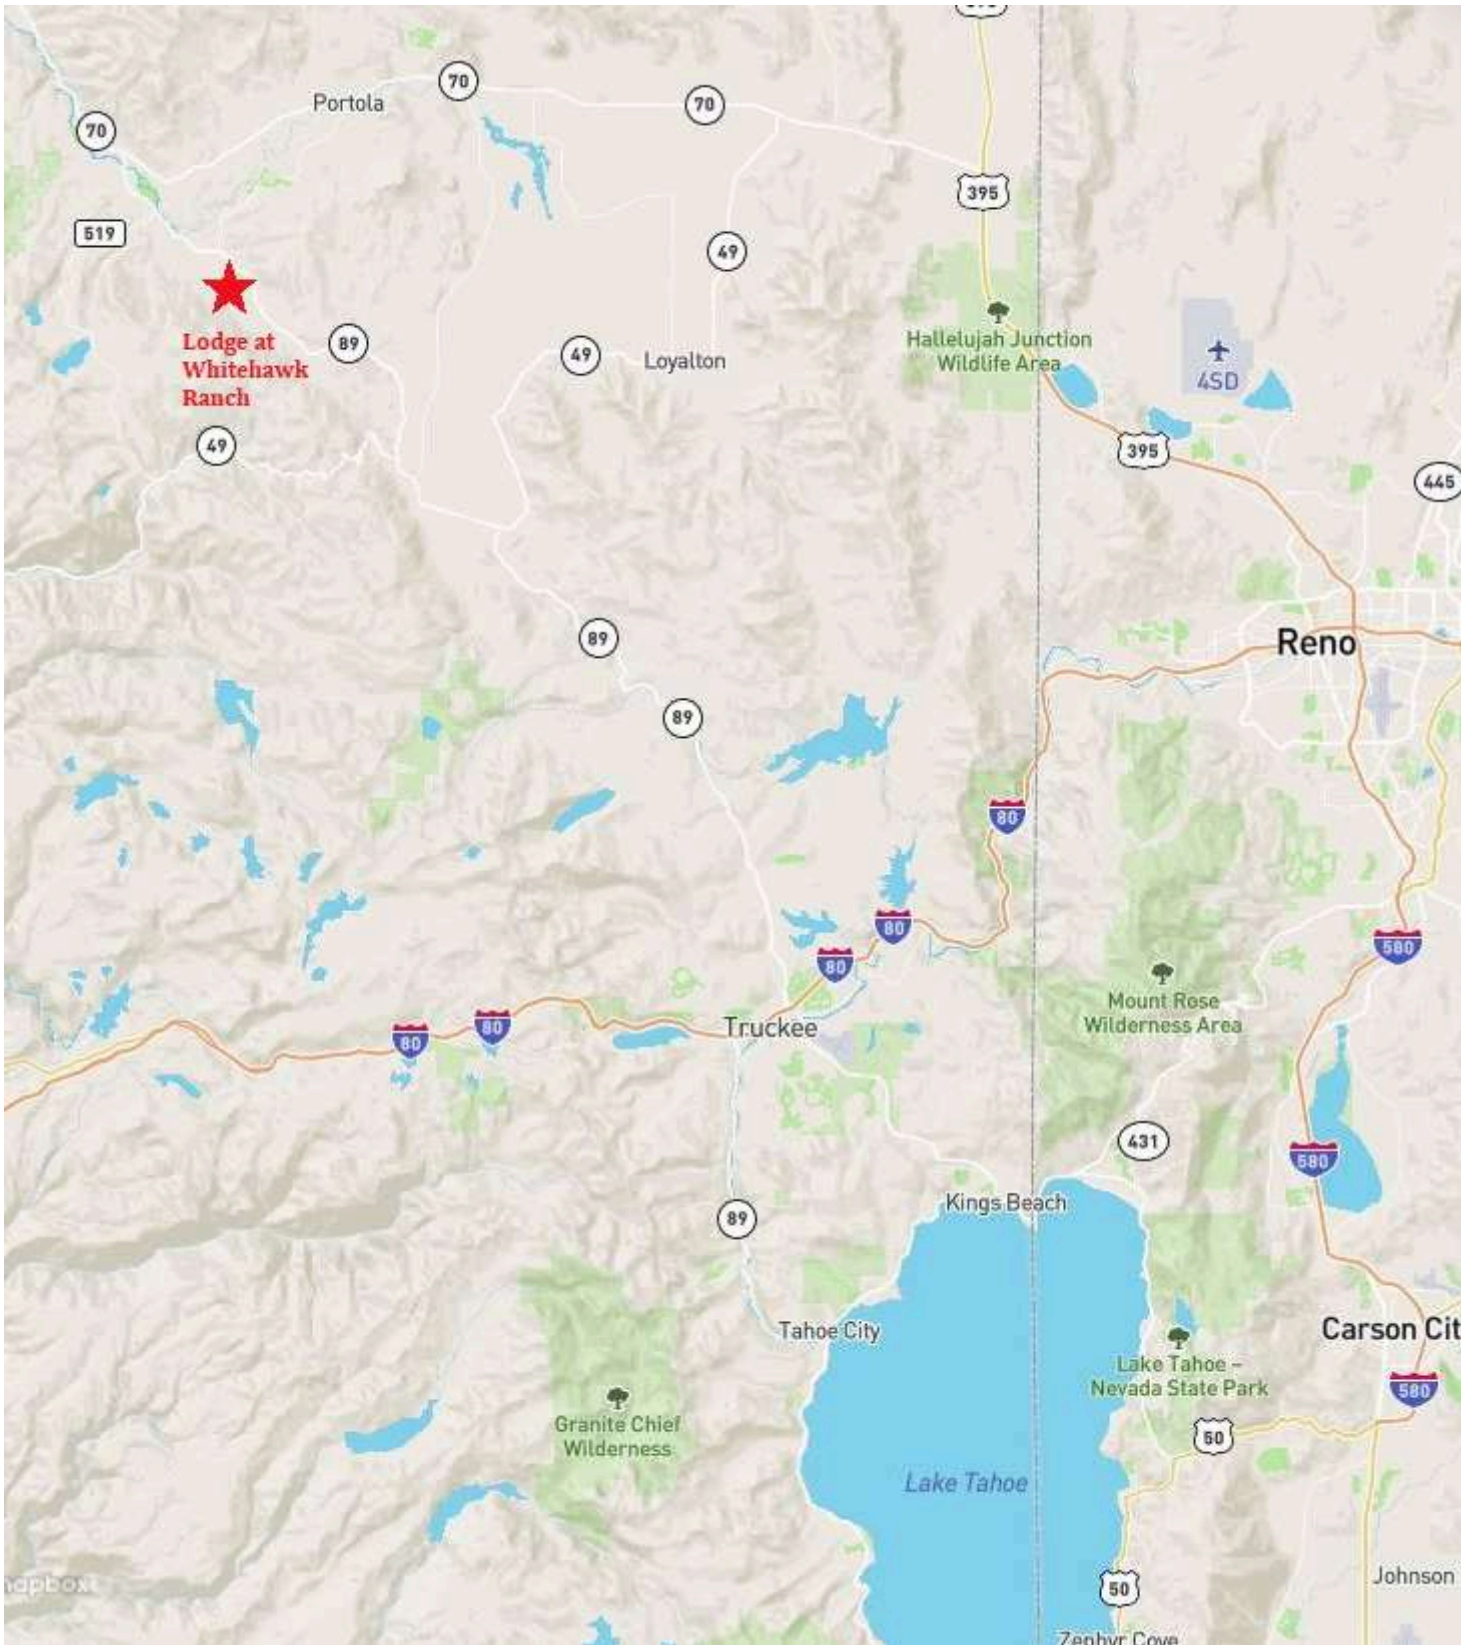 70
Portola
70
70
395
519
49
Lodge at
Whitehawk
Ranch
89
49
Loyalton
Hallelujah Junction
Wildlife Area
4SD
49
395
445
89
Reno
89
80
80
80
580
Mount Rose
Wilderness Area
80
80
Truckee
431
580
89
Kings Beach
Tahoe City
Carson Cit
Lake Tahoe –
Nevada State Park
580
Granite Chief
Wilderness
50
Lake Tahoe
50
Johnson
mapbox
Zephyr Cove